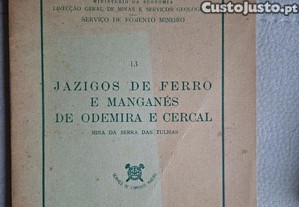 Custojusto.pt
MINISTÉRIO DA ECONOMIA
DIRECÇÃO GERAL DE MINAS E SERVIÇOS GEOLÓGICOS
SERVIÇO DE FOMENTO MINEIRO
13
JAZIGOS DE FERRO
E MANGANÉS
DE ODEMIRA E CERCAL
MINA DA SERRA DAS TULHAS